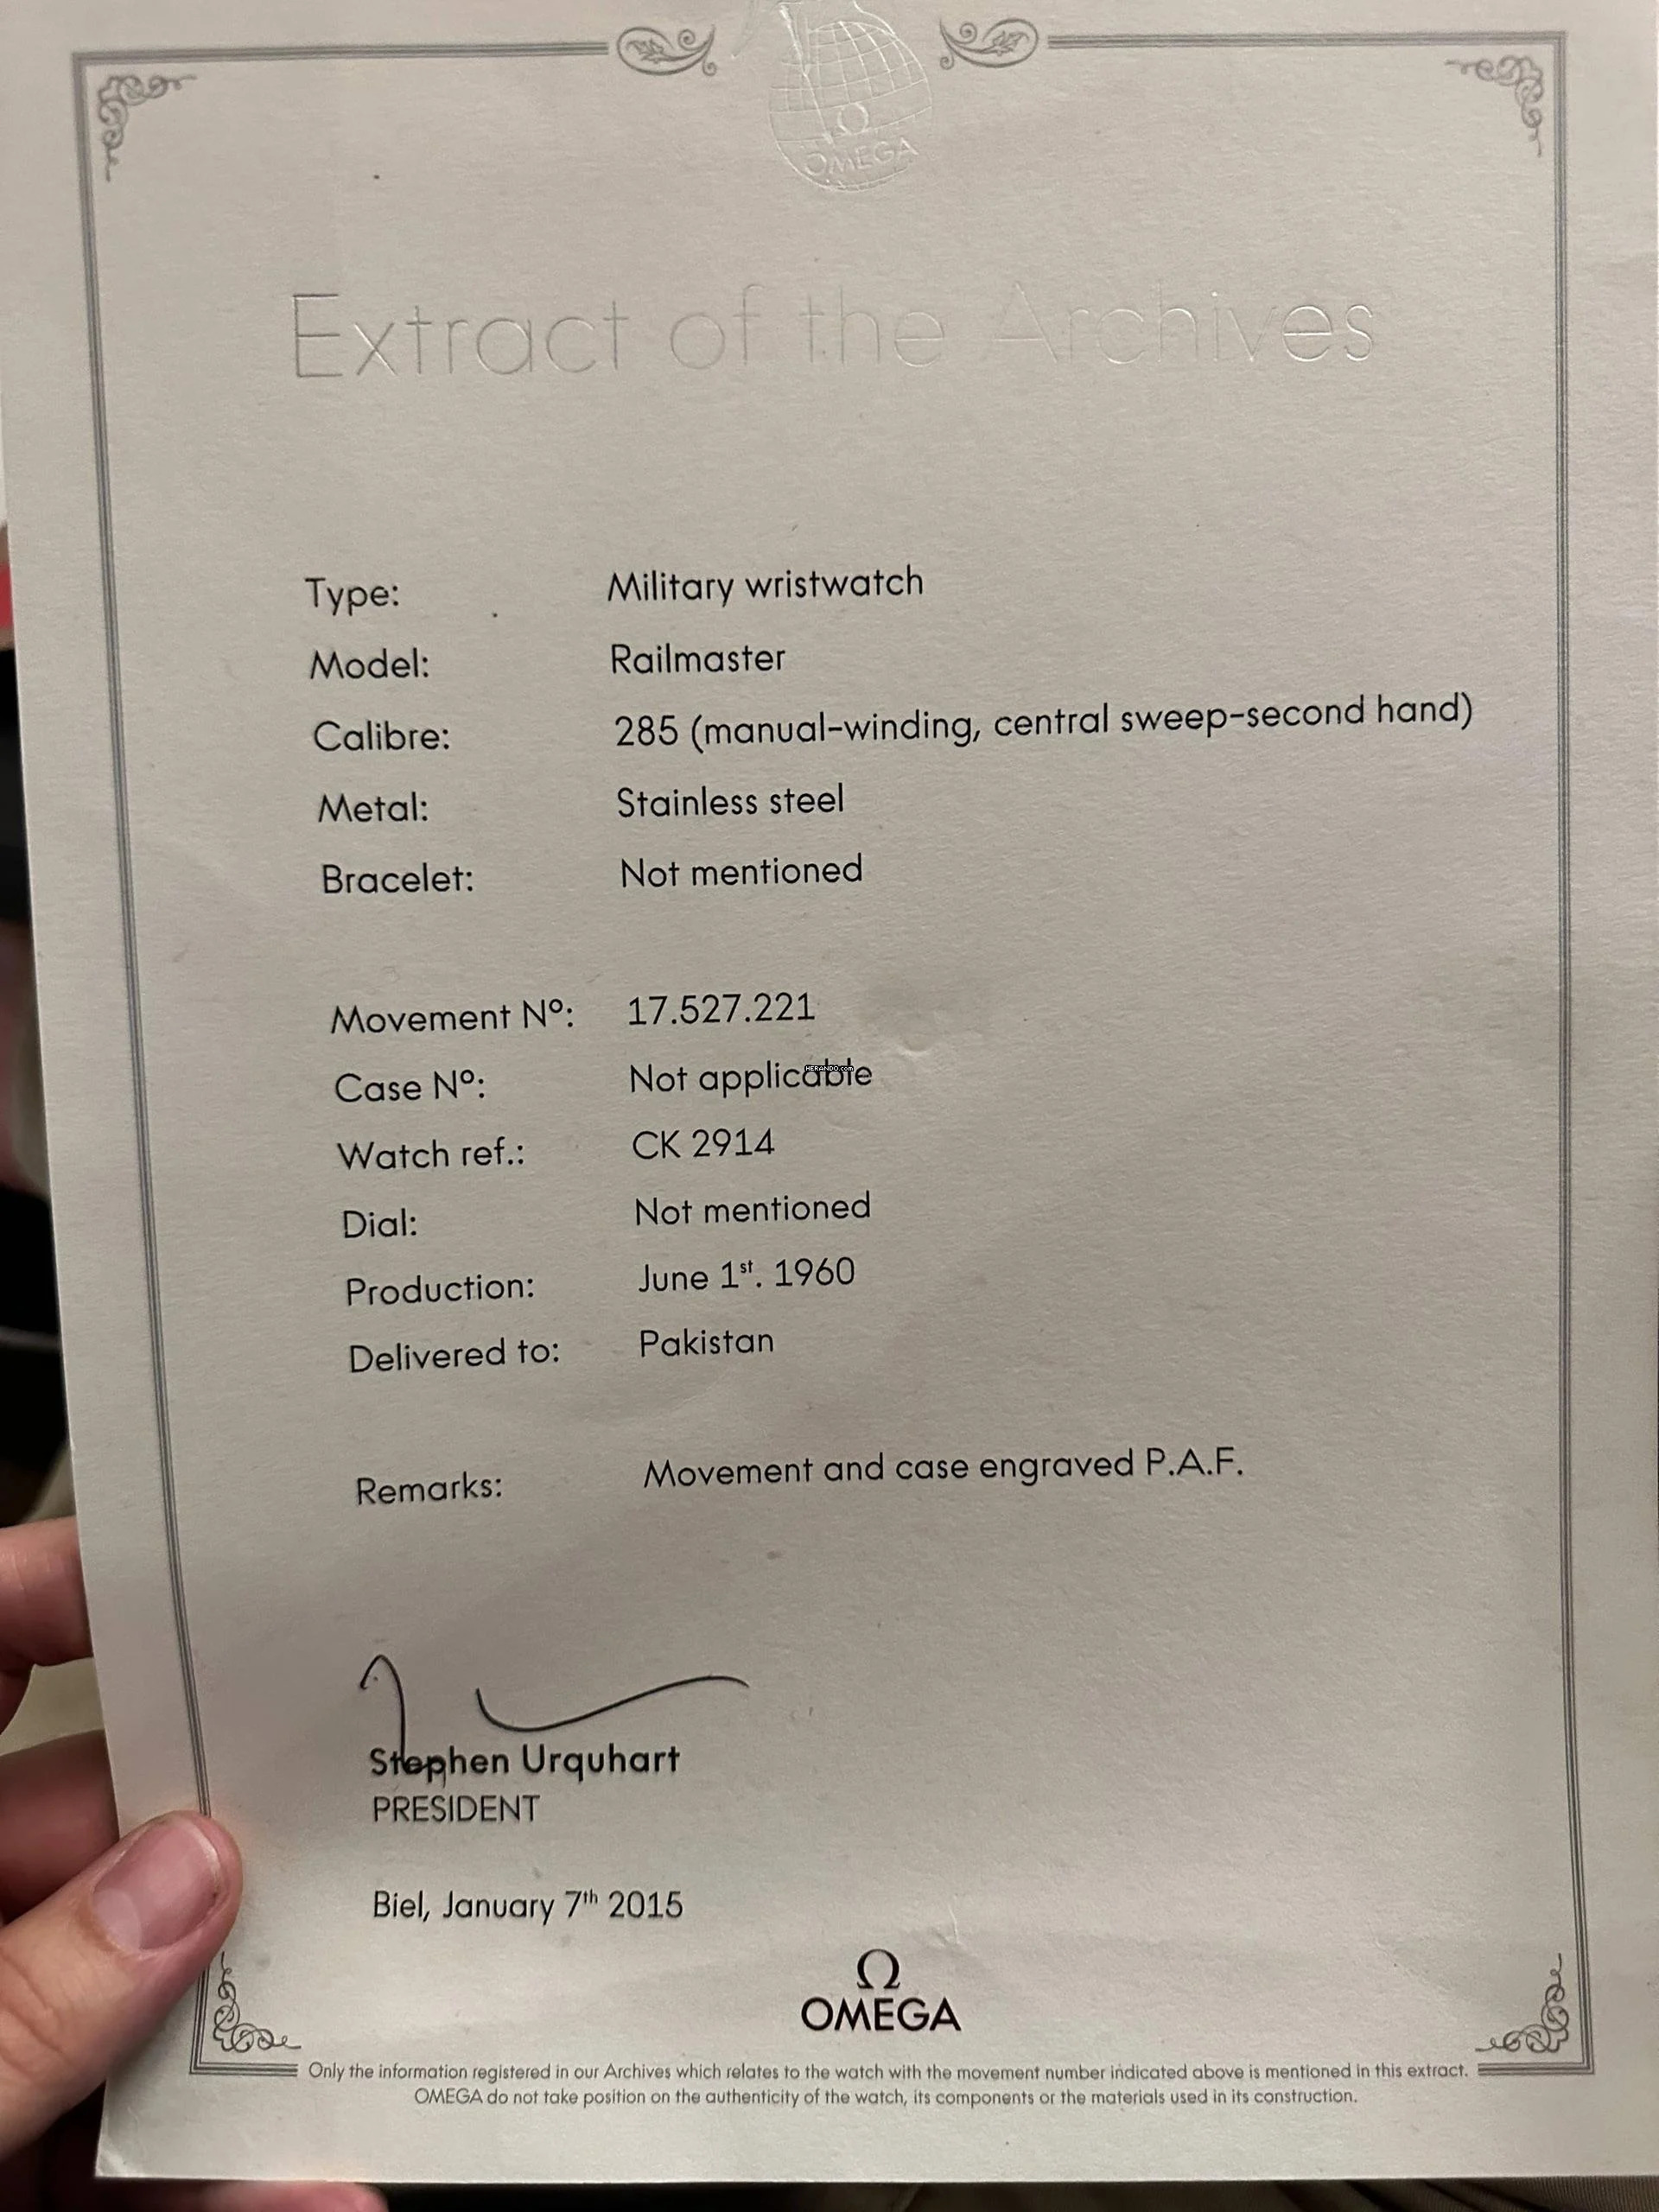 Ω
OMEGA
Extract of the Archives
Type: Military wristwatch
Model: Railmaster
Calibre: 285 (manual-winding, central sweep-second hand)
Metal: Stainless steel
Bracelet: Not mentioned
Movement Nº: 17.527.221
Case Nº: Not applicable
HERANDO.com
Watch ref.: CK 2914
Dial: Not mentioned
Production: June 1st. 1960
Delivered to: Pakistan
Remarks: Movement and case engraved P.A.F.
Stephen Urquhart
PRESIDENT
Biel, January 7th 2015
Ω
OMEGA
Only the information registered in our Archives which relates to the watch with the movement number indicated above is mentioned in this extract.
OMEGA do not take position on the authenticity of the watch, its components or the materials used in its construction.